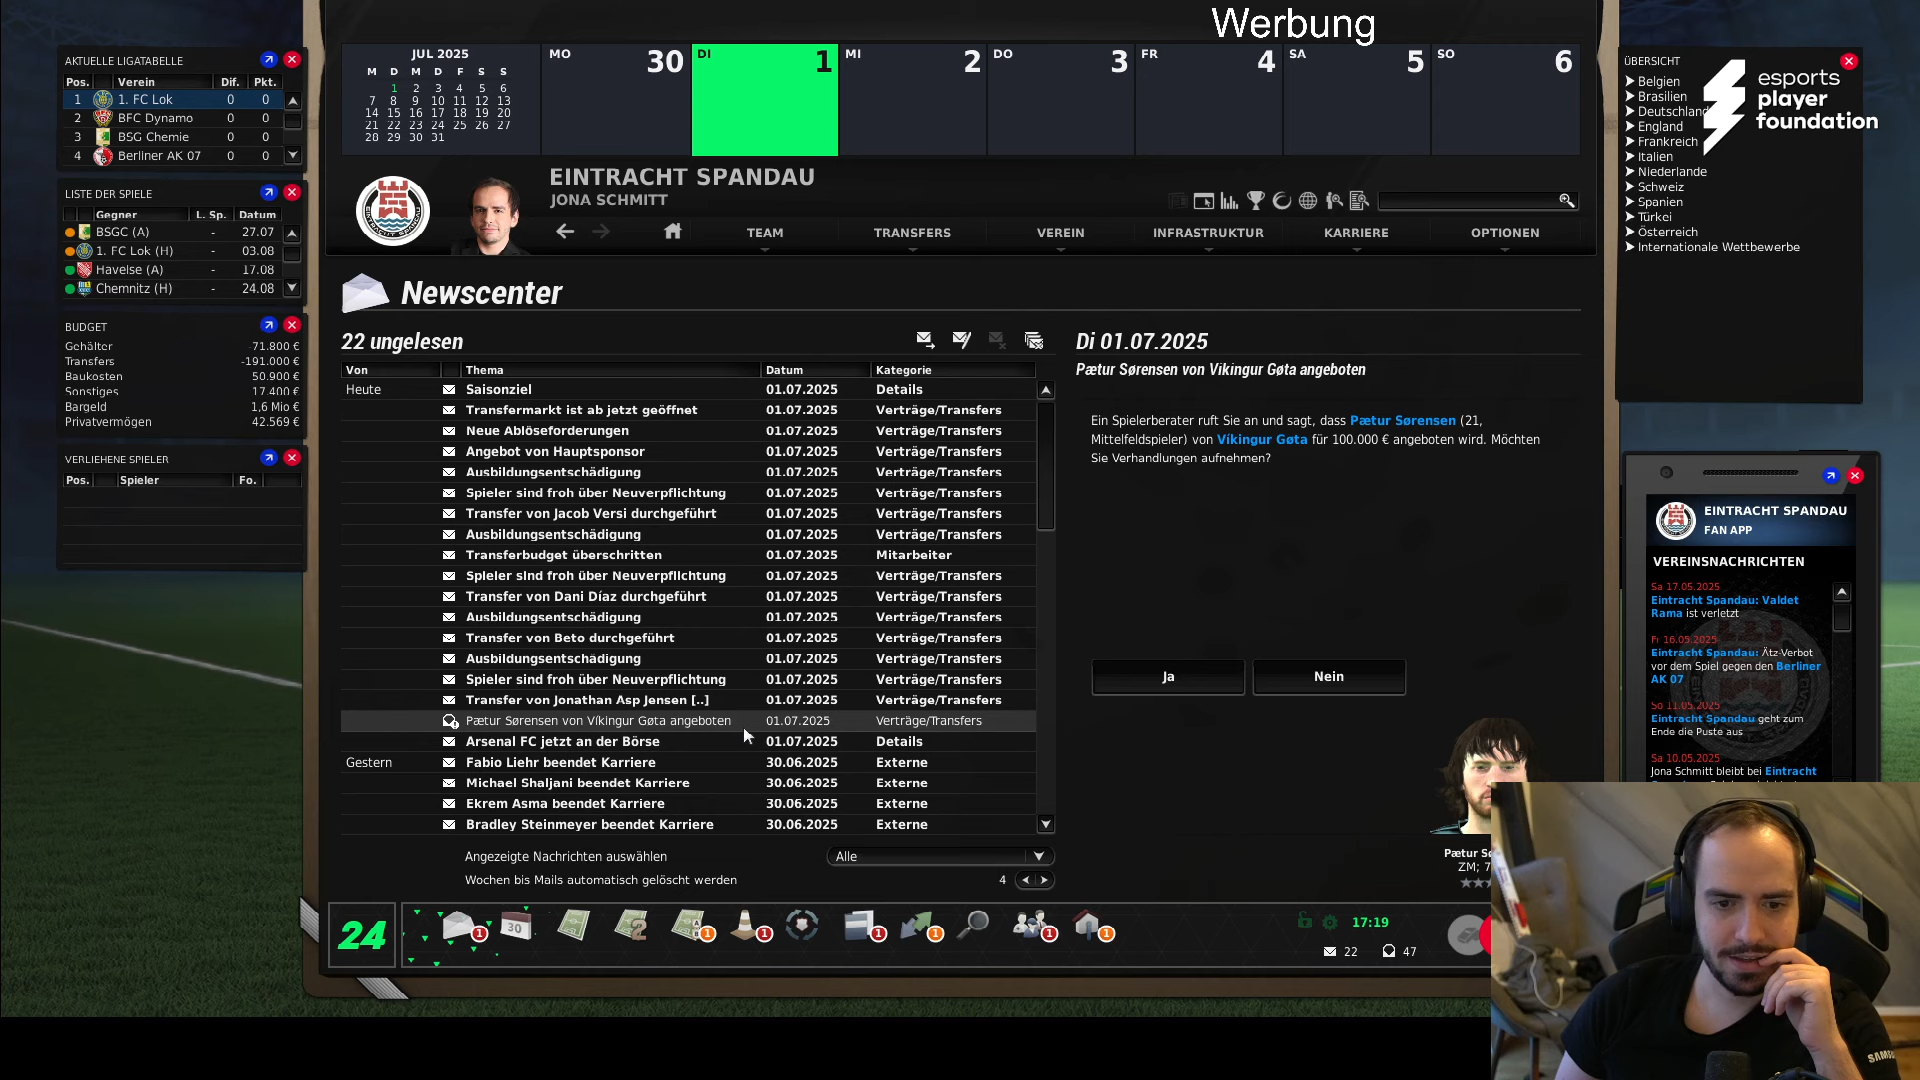 Werbung
AKTUELLE LIGATABELLE
Pos. Verein Dif. Pkt.
1 1. FC Lok 0 0
2 BFC Dynamo 0 0
3 BSG Chemie 0 0
4 Berliner AK 07 0 0
LISTE DER SPIELE
Gegner L. Sp. Datum
BSGC (A) - 27.07
1. FC Lok (H) - 03.08
Havelse (A) - 17.08
Chemnitz (H) - 24.08
BUDGET
Gehälter -71.800 €
Transfers -191.000 €
Baukosten 50.900 €
Sonstiges 17.400 €
Bargeld 1,6 Mio €
Privatvermögen 42.569 €
VERLIEHENE SPIELER
Pos. Spieler Fo.
JUL 2025
M D M D F S S
1 2 3 4 5 6
7 8 9 10 11 12 13
14 15 16 17 18 19 20
21 22 23 24 25 26 27
28 29 30 31
MO 30
DI 1
MI 2
DO 3
FR 4
SA 5
SO 6
EINTRACHT SPANDAU
JONA SCHMITT
TEAM TRANSFERS VEREIN INFRASTRUKTUR KARRIERE OPTIONEN
Newscenter
22 ungelesen
Von Thema Datum Kategorie
Heute Saisonziel 01.07.2025 Details
Transfermarkt ist ab jetzt geöffnet 01.07.2025 Verträge/Transfers
Neue Ablöseforderungen 01.07.2025 Verträge/Transfers
Angebot von Hauptsponsor 01.07.2025 Verträge/Transfers
Ausbildungsentschädigung 01.07.2025 Verträge/Transfers
Spieler sind froh über Neuverpflichtung 01.07.2025 Verträge/Transfers
Transfer von Jacob Versi durchgeführt 01.07.2025 Verträge/Transfers
Ausbildungsentschädigung 01.07.2025 Verträge/Transfers
Transferbudget überschritten 01.07.2025 Mitarbeiter
Spieler sind froh über Neuverpflichtung 01.07.2025 Verträge/Transfers
Transfer von Dani Díaz durchgeführt 01.07.2025 Verträge/Transfers
Ausbildungsentschädigung 01.07.2025 Verträge/Transfers
Transfer von Beto durchgeführt 01.07.2025 Verträge/Transfers
Ausbildungsentschädigung 01.07.2025 Verträge/Transfers
Spieler sind froh über Neuverpflichtung 01.07.2025 Verträge/Transfers
Transfer von Jonathan Asp Jensen [..] 01.07.2025 Verträge/Transfers
Pætur Sørensen von Víkingur Gøta angeboten 01.07.2025 Verträge/Transfers
Arsenal FC jetzt an der Börse 01.07.2025 Details
Gestern Fabio Liehr beendet Karriere 30.06.2025 Externe
Michael Shaljani beendet Karriere 30.06.2025 Externe
Ekrem Asma beendet Karriere 30.06.2025 Externe
Bradley Steinmeyer beendet Karriere 30.06.2025 Externe
Angezeigte Nachrichten auswählen Alle
Wochen bis Mails automatisch gelöscht werden 4
Di 01.07.2025
Pætur Sørensen von Víkingur Gøta angeboten
Ein Spielerberater ruft Sie an und sagt, dass Pætur Sørensen (21,
Mittelfeldspieler) von Víkingur Gøta für 100.000 € angeboten wird. Möchten
Sie Verhandlungen aufnehmen?
Ja Nein
Pætur Sø
ZM; 7
24
30
2
1 1 1 1 1 1 1 1
17:19
22 47
ÜBERSICHT
Belgien
Brasilien
Deutschland
England
Frankreich
Italien
Niederlande
Schweiz
Spanien
Türkei
Österreich
Internationale Wettbewerbe
esports
player
foundation
EINTRACHT SPANDAU
FAN APP
VEREINSNACHRICHTEN
Sa 17.05.2025
Eintracht Spandau: Valdet
Rama ist verletzt
Fr 16.05.2025
Eintracht Spandau: Ätz-Verbot
vor dem Spiel gegen den Berliner
AK 07
So 11.05.2025
Eintracht Spandau geht zum
Ende die Puste aus
Sa 10.05.2025
Jona Schmitt bleibt bei Eintracht